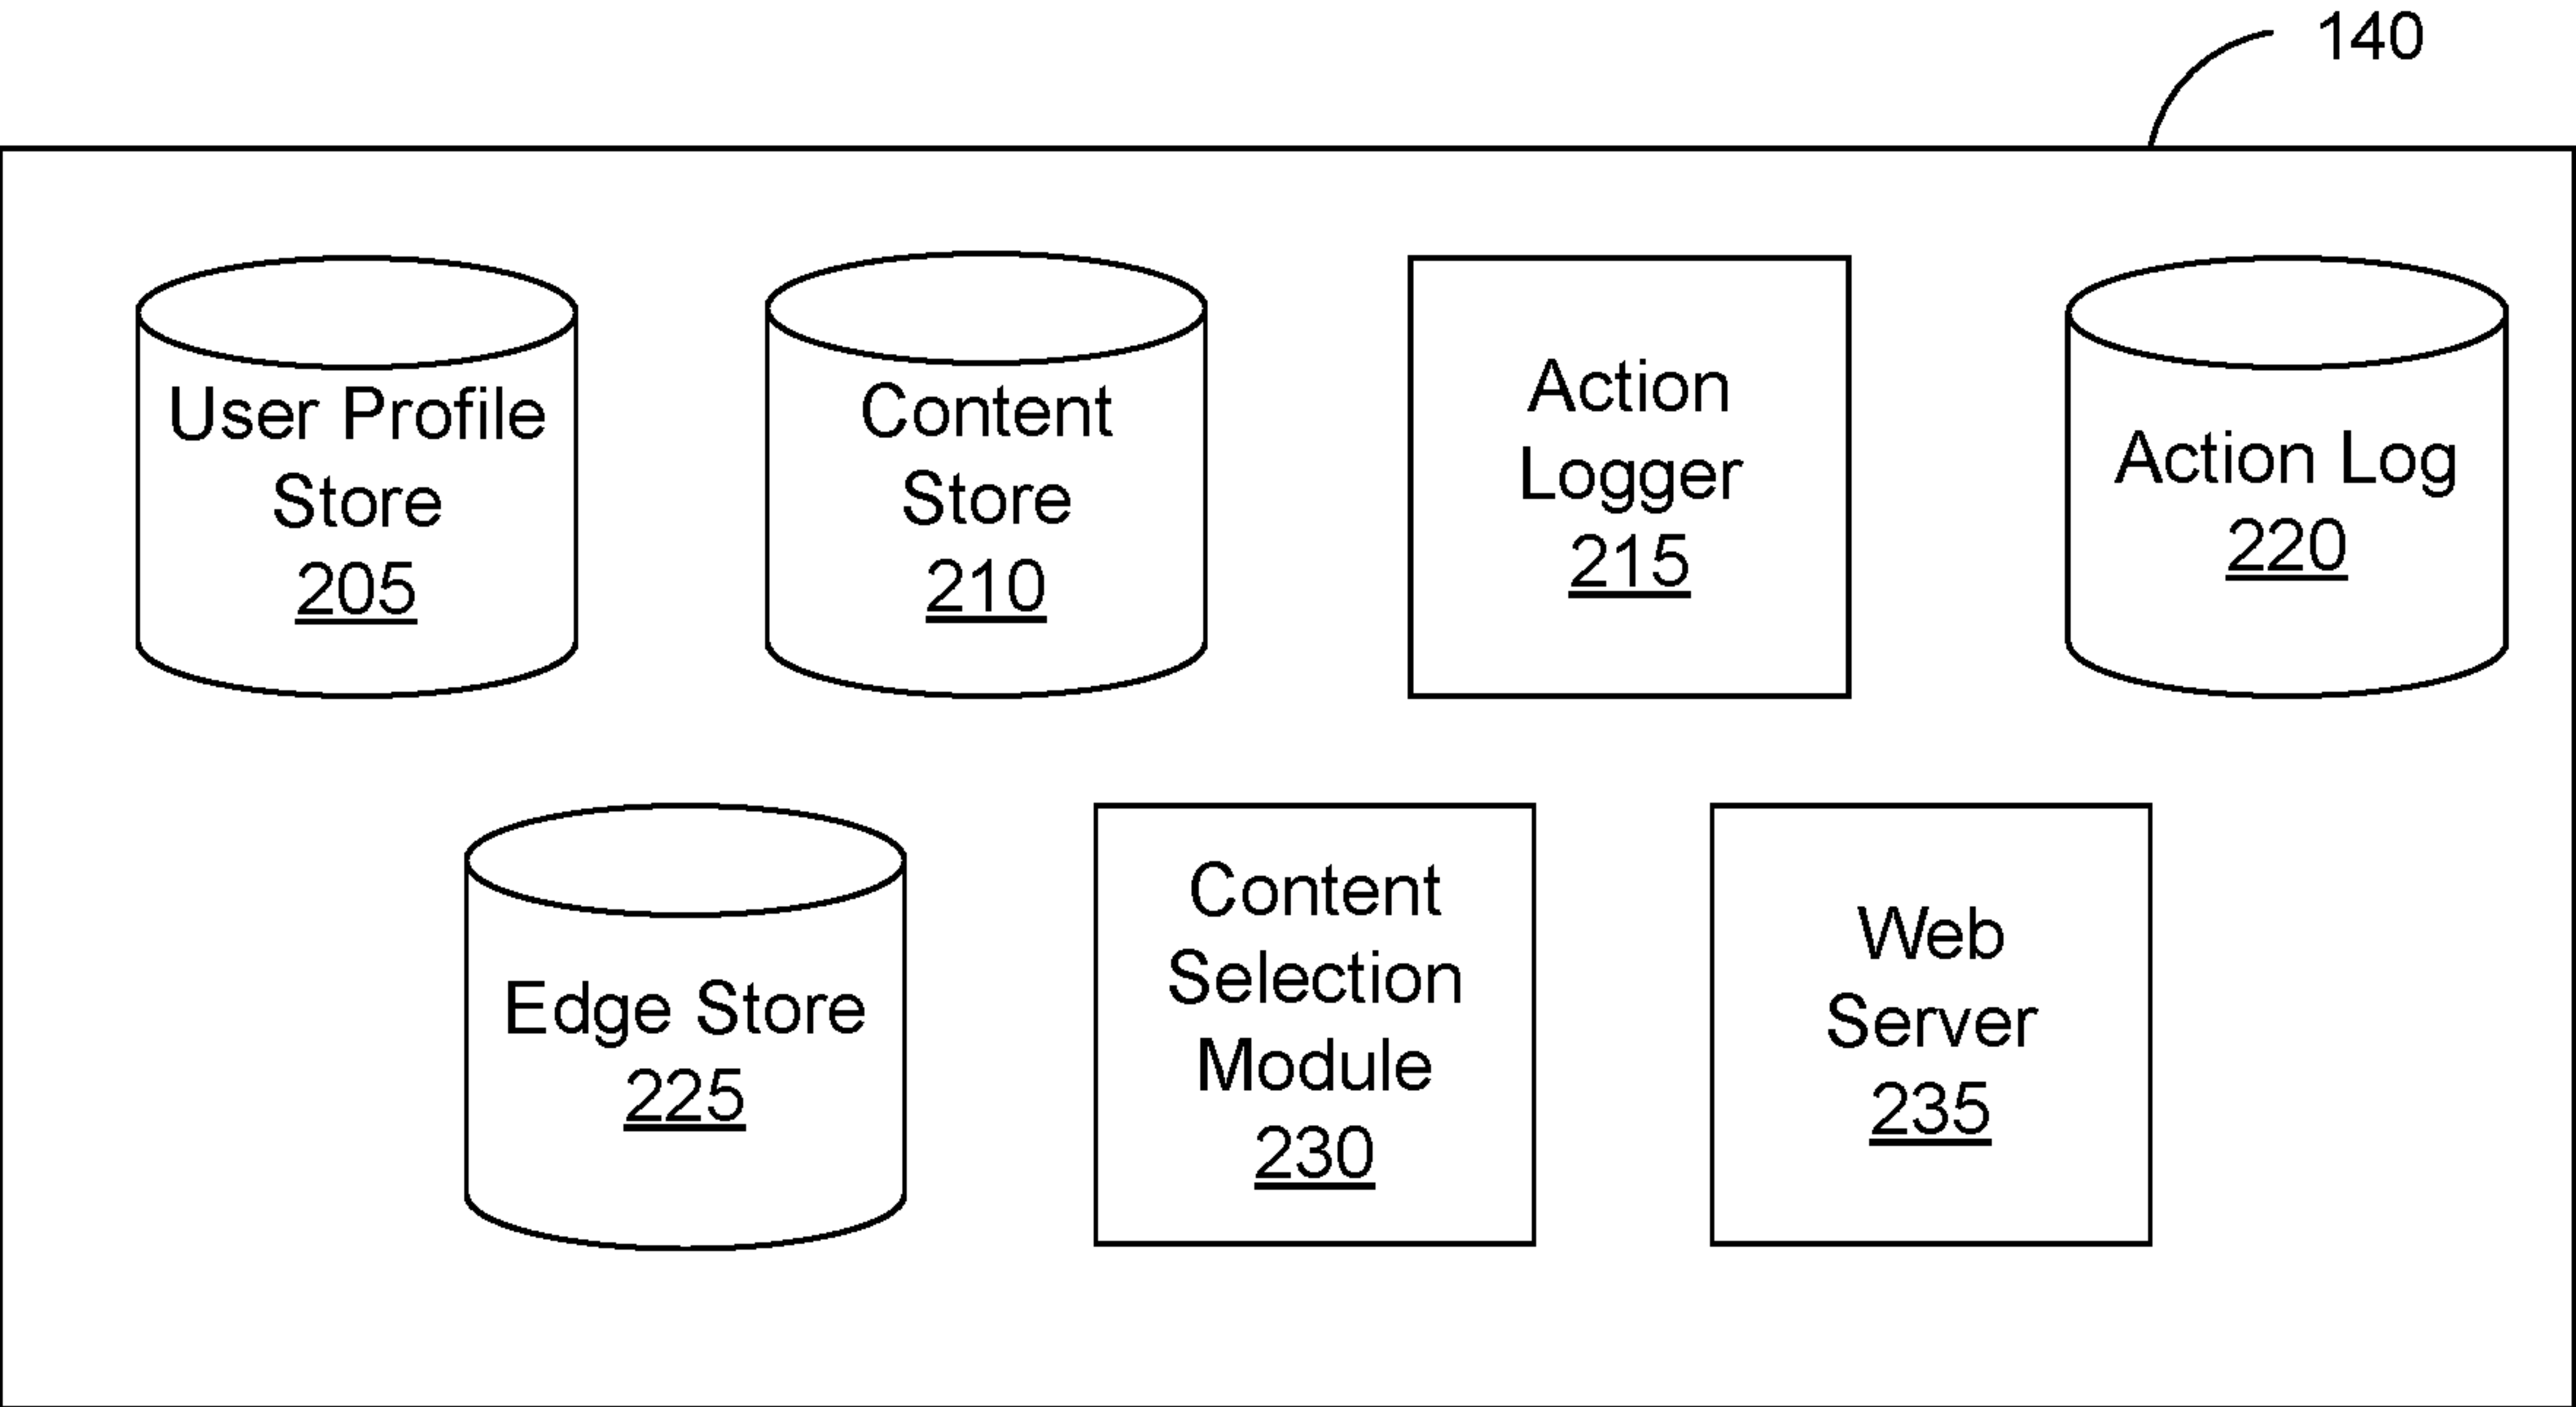 140
User Profile
Store
205
Content
Store
210
Action
Logger
215
Action Log
220
Edge Store
225
Content
Selection
Module
230
Web
Server
235